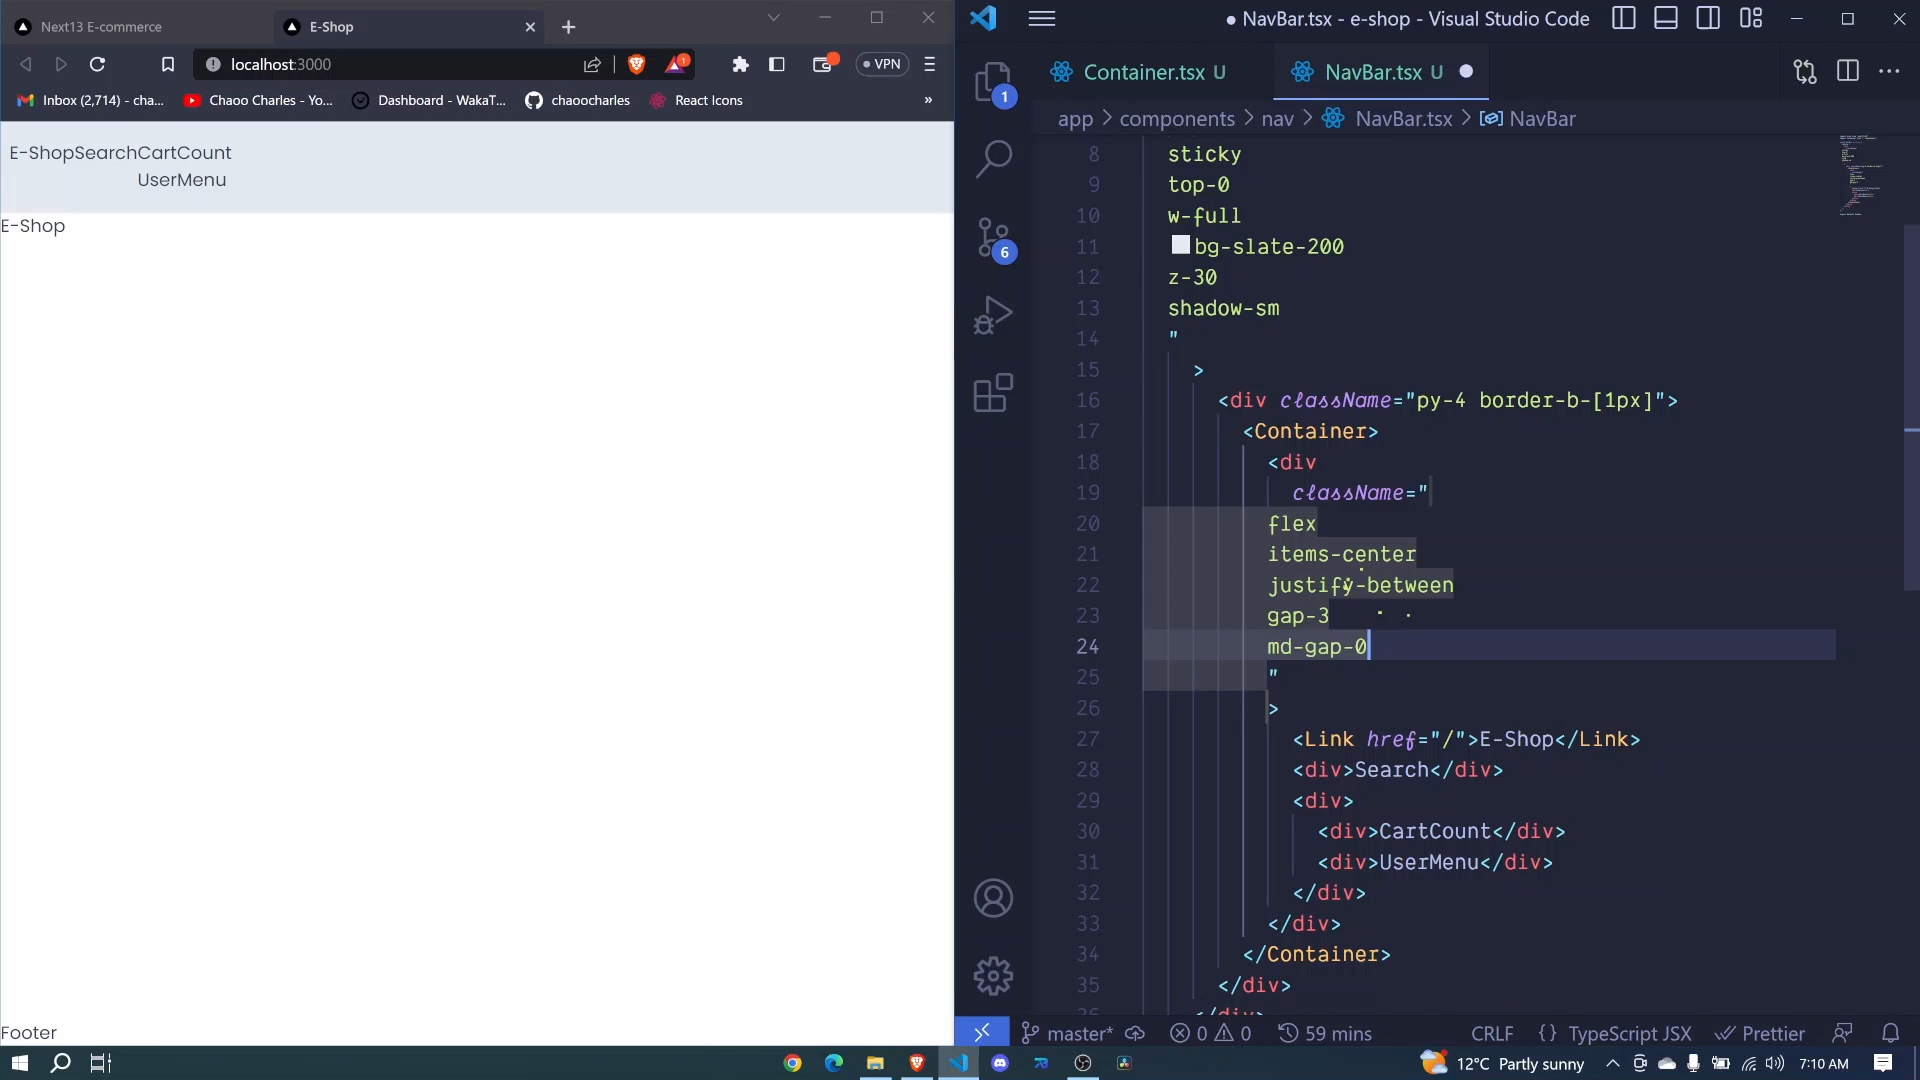 Next13 E-commerce
E-Shop
localhost:3000
1
VPN
Inbox (2,714) - cha...
Chaoo Charles - Yo...
Dashboard - WakaT...
chaoocharles
React Icons
»
E-ShopSearchCartCount
UserMenu
E-Shop
Footer
● NavBar.tsx - e-shop - Visual Studio Code
Container.tsx U
NavBar.tsx U
app > components > nav > NavBar.tsx > NavBar
1
6
8 sticky
9 top-0
10 w-full
11 bg-slate-200
12 z-30
13 shadow-sm
14 "
15 >
16 <div className="py-4 border-b-[1px]">
17 <Container>
18 <div
19 className="
20 flex
21 items-center
22 justify-between
23 gap-3
24 md-gap-0
25 "
26 >
27 <Link href="/">E-Shop</Link>
28 <div>Search</div>
29 <div>
30 <div>CartCount</div>
31 <div>UserMenu</div>
32 </div>
33 </div>
34 </Container>
35 </div>
36 </div>
master* 0 0 59 mins CRLF {} TypeScript JSX Prettier
12°C Partly sunny 7:10 AM